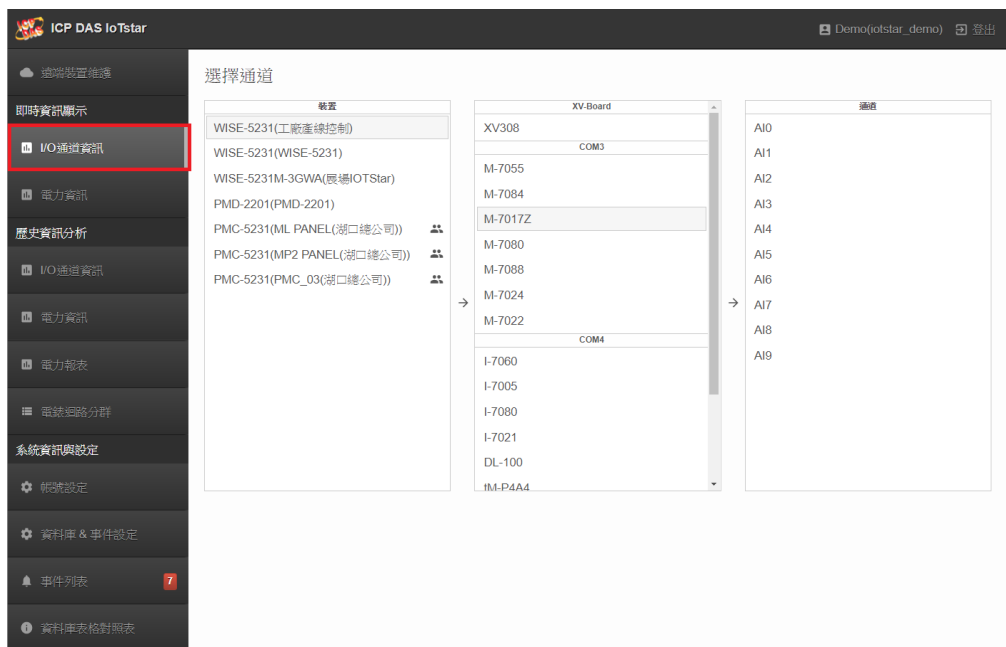 ICP DAS IoTstar
Demo(iotstar_demo) 登出
遠端裝置維護
即時資訊顯示
I/O通道資訊
電力資訊
歷史資訊分析
I/O通道資訊
電力資訊
電力報表
電錶迴路分群
系統資訊與設定
帳號設定
資料庫 & 事件設定
事件列表 7
資料庫表格對照表
選擇通道
裝置
WISE-5231(工廠產線控制)
WISE-5231(WISE-5231)
WISE-5231M-3GWA(展場IOTStar)
PMD-2201(PMD-2201)
PMC-5231(ML PANEL(湖口總公司))
PMC-5231(MP2 PANEL(湖口總公司))
PMC-5231(PMC_03(湖口總公司))
XV-Board
XV308
COM3
M-7055
M-7084
M-7017Z
M-7080
M-7088
M-7024
M-7022
COM4
I-7060
I-7005
I-7080
I-7021
DL-100
tM-P4A4
通道
AI0
AI1
AI2
AI3
AI4
AI5
AI6
AI7
AI8
AI9